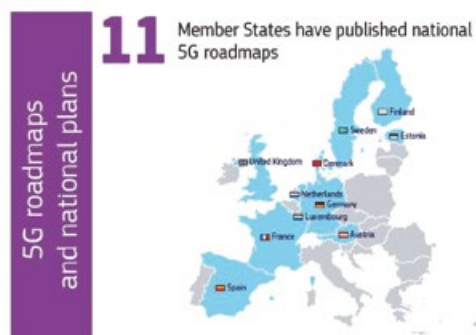 5G roadmaps
and national plans
11
Member States have published national
5G roadmaps
Finland
Sweden
Estonia
United Kingdom
Denmark
Netherlands
Germany
Luxembourg
France
Austria
Spain